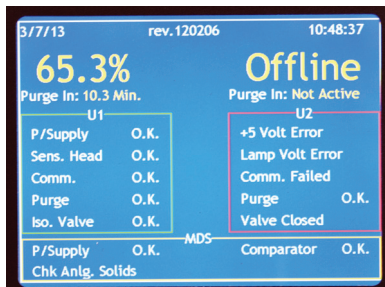 3/7/13 rev.120206 10:48:37
65.3% Offline
Purge In: 10.3 Min. Purge In: Not Active
U1 U2
P/Supply O.K. +5 Volt Error
Sens. Head O.K. Lamp Volt Error
Comm. O.K. Comm. Failed
Purge O.K. Purge O.K.
Iso. Valve O.K. Valve Closed
MDS
P/Supply O.K. Comparator O.K.
Chk Anlg. Solids